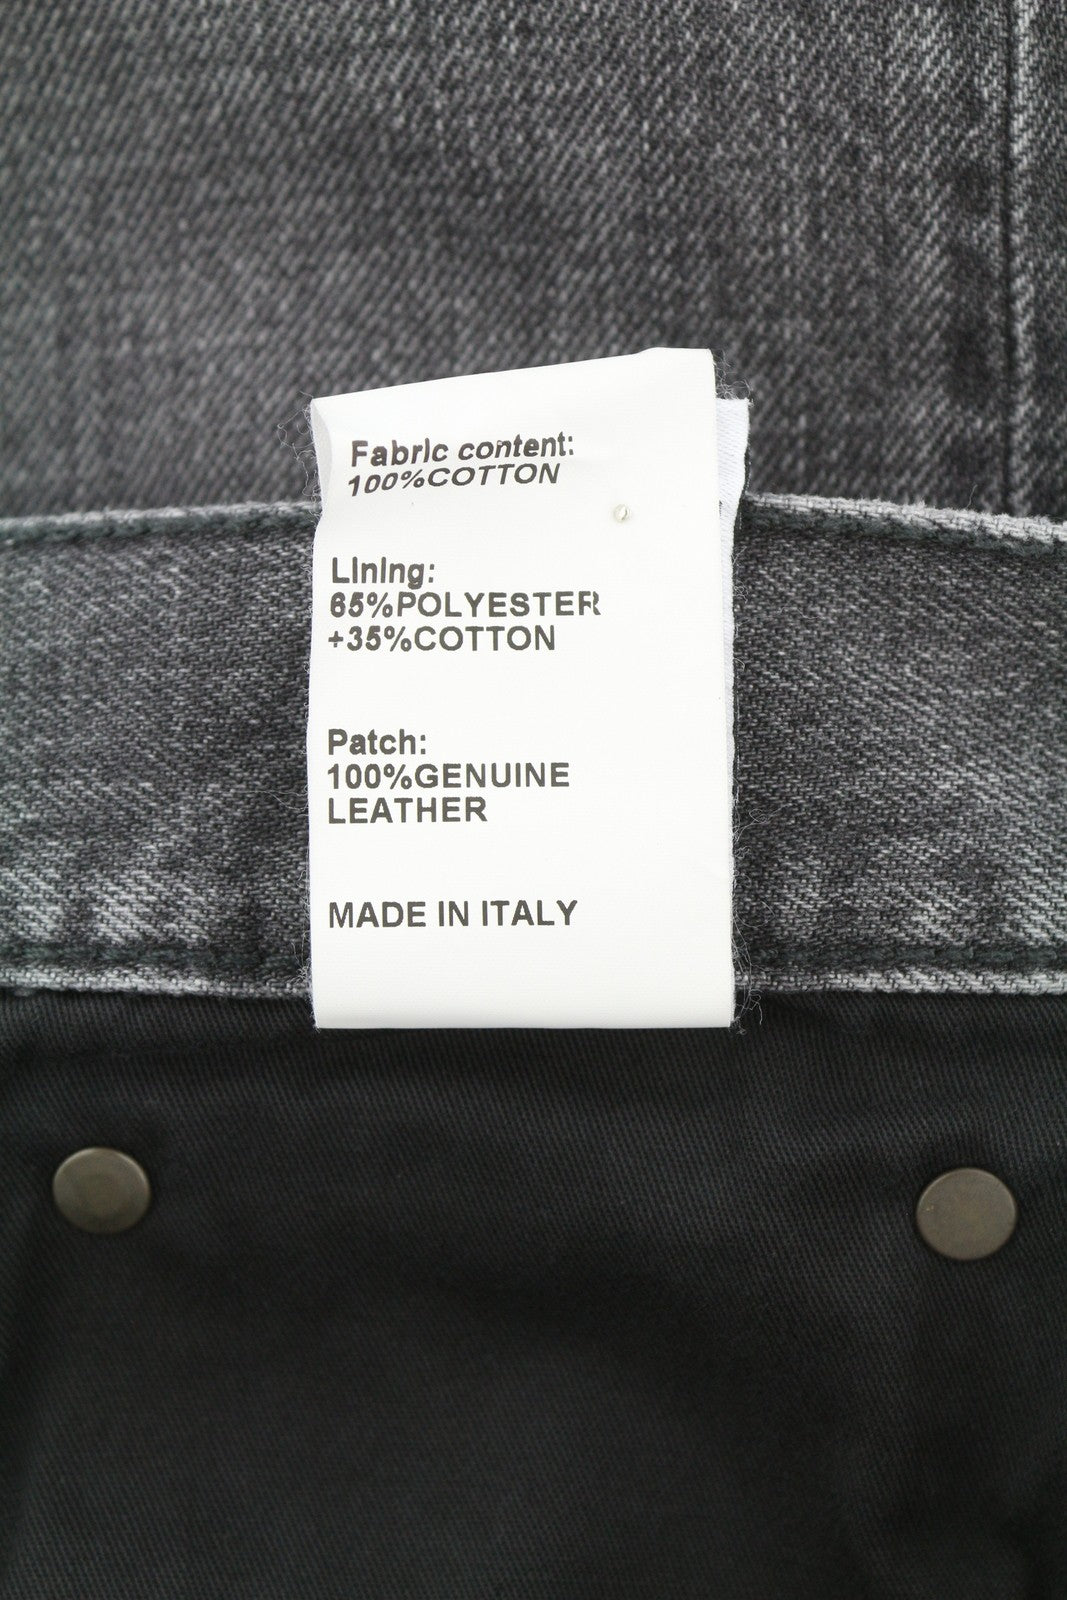 Fabric content:
100%COTTON
Lining:
65%POLYESTER
+35%COTTON
Patch:
100%GENUINE
LEATHER
MADE IN ITALY